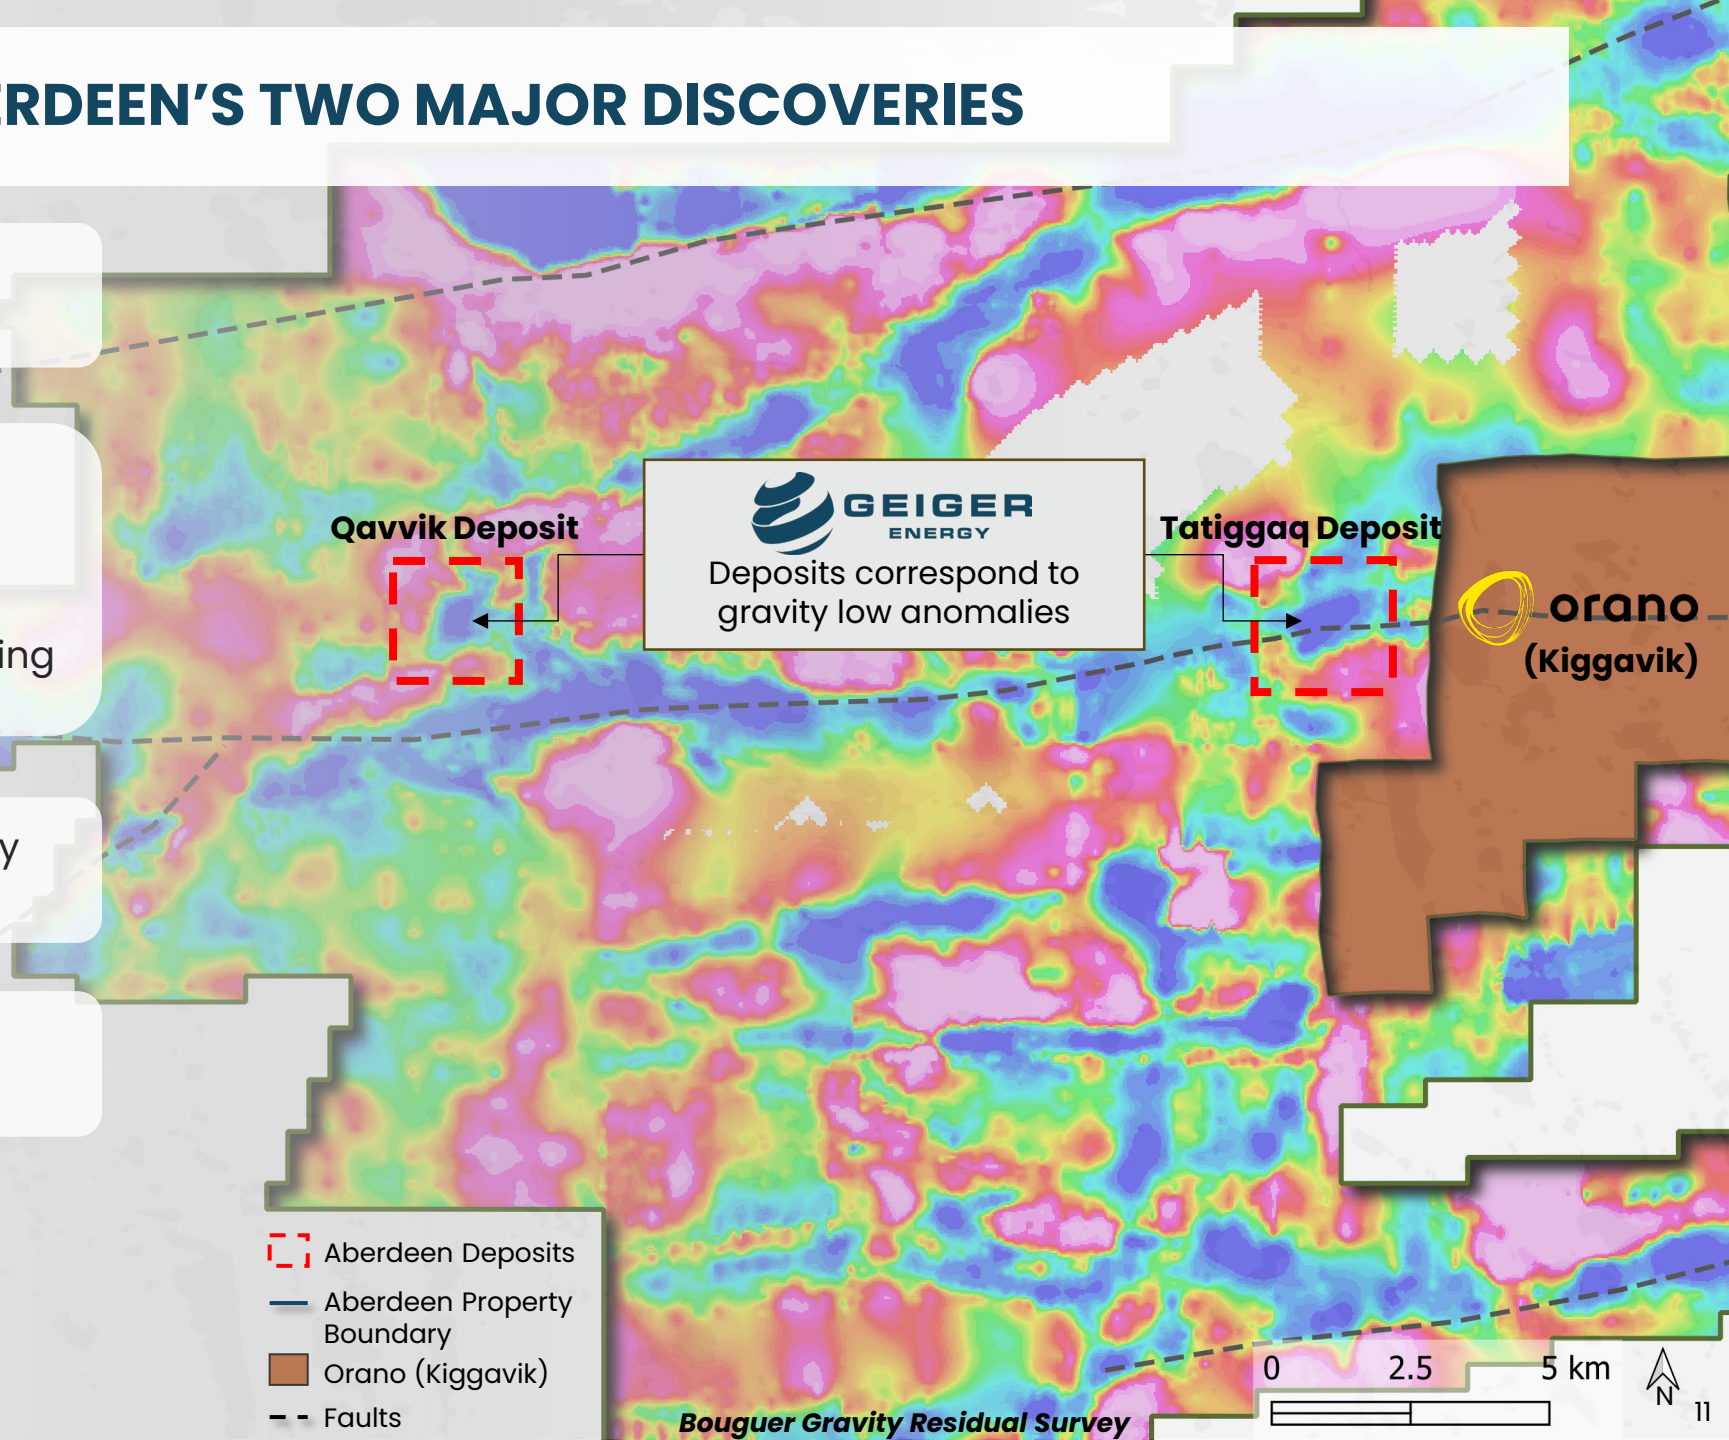 ERDEEN'S TWO MAJOR DISCOVERIES
ing
y
Qavvik Deposit
GEIGER
ENERGY
Deposits correspond to
gravity low anomalies
Tatiggaq Deposit
orano
(Kiggavik)
Aberdeen Deposits
Aberdeen Property
Boundary
Orano (Kiggavik)
Faults
Bouguer Gravity Residual Survey
0 2.5 5 km
N
11